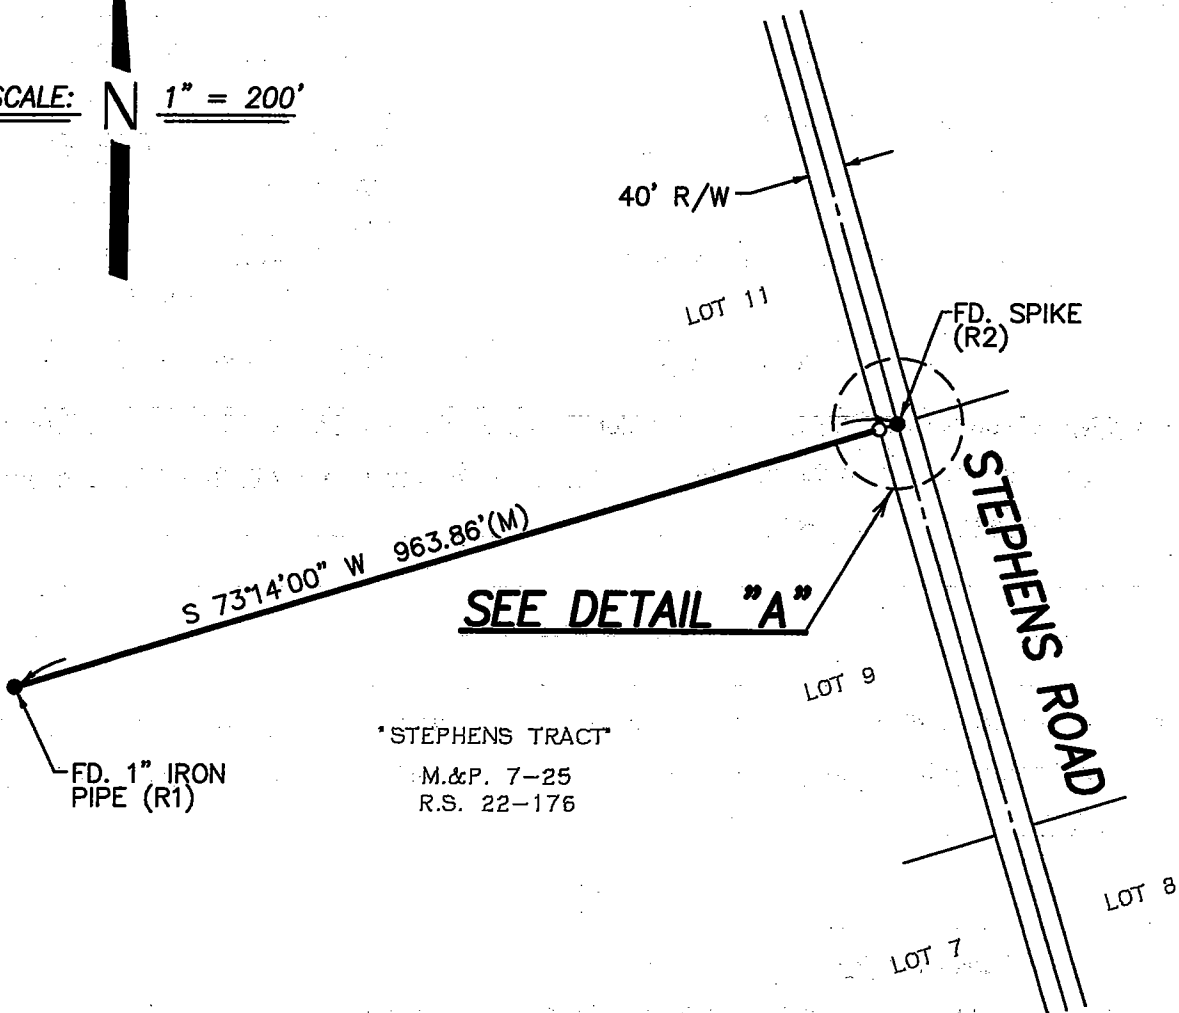 SCALE: N 1" = 200'
40' R/W
LOT 11
FD. SPIKE
(R2)
STEPHENS ROAD
S 73°14'00" W 963.86'(M)
SEE DETAIL "A"
LOT 9
FD. 1" IRON
PIPE (R1)
"STEPHENS TRACT"
M.&P. 7-25
R.S. 22-176
LOT 8
LOT 7